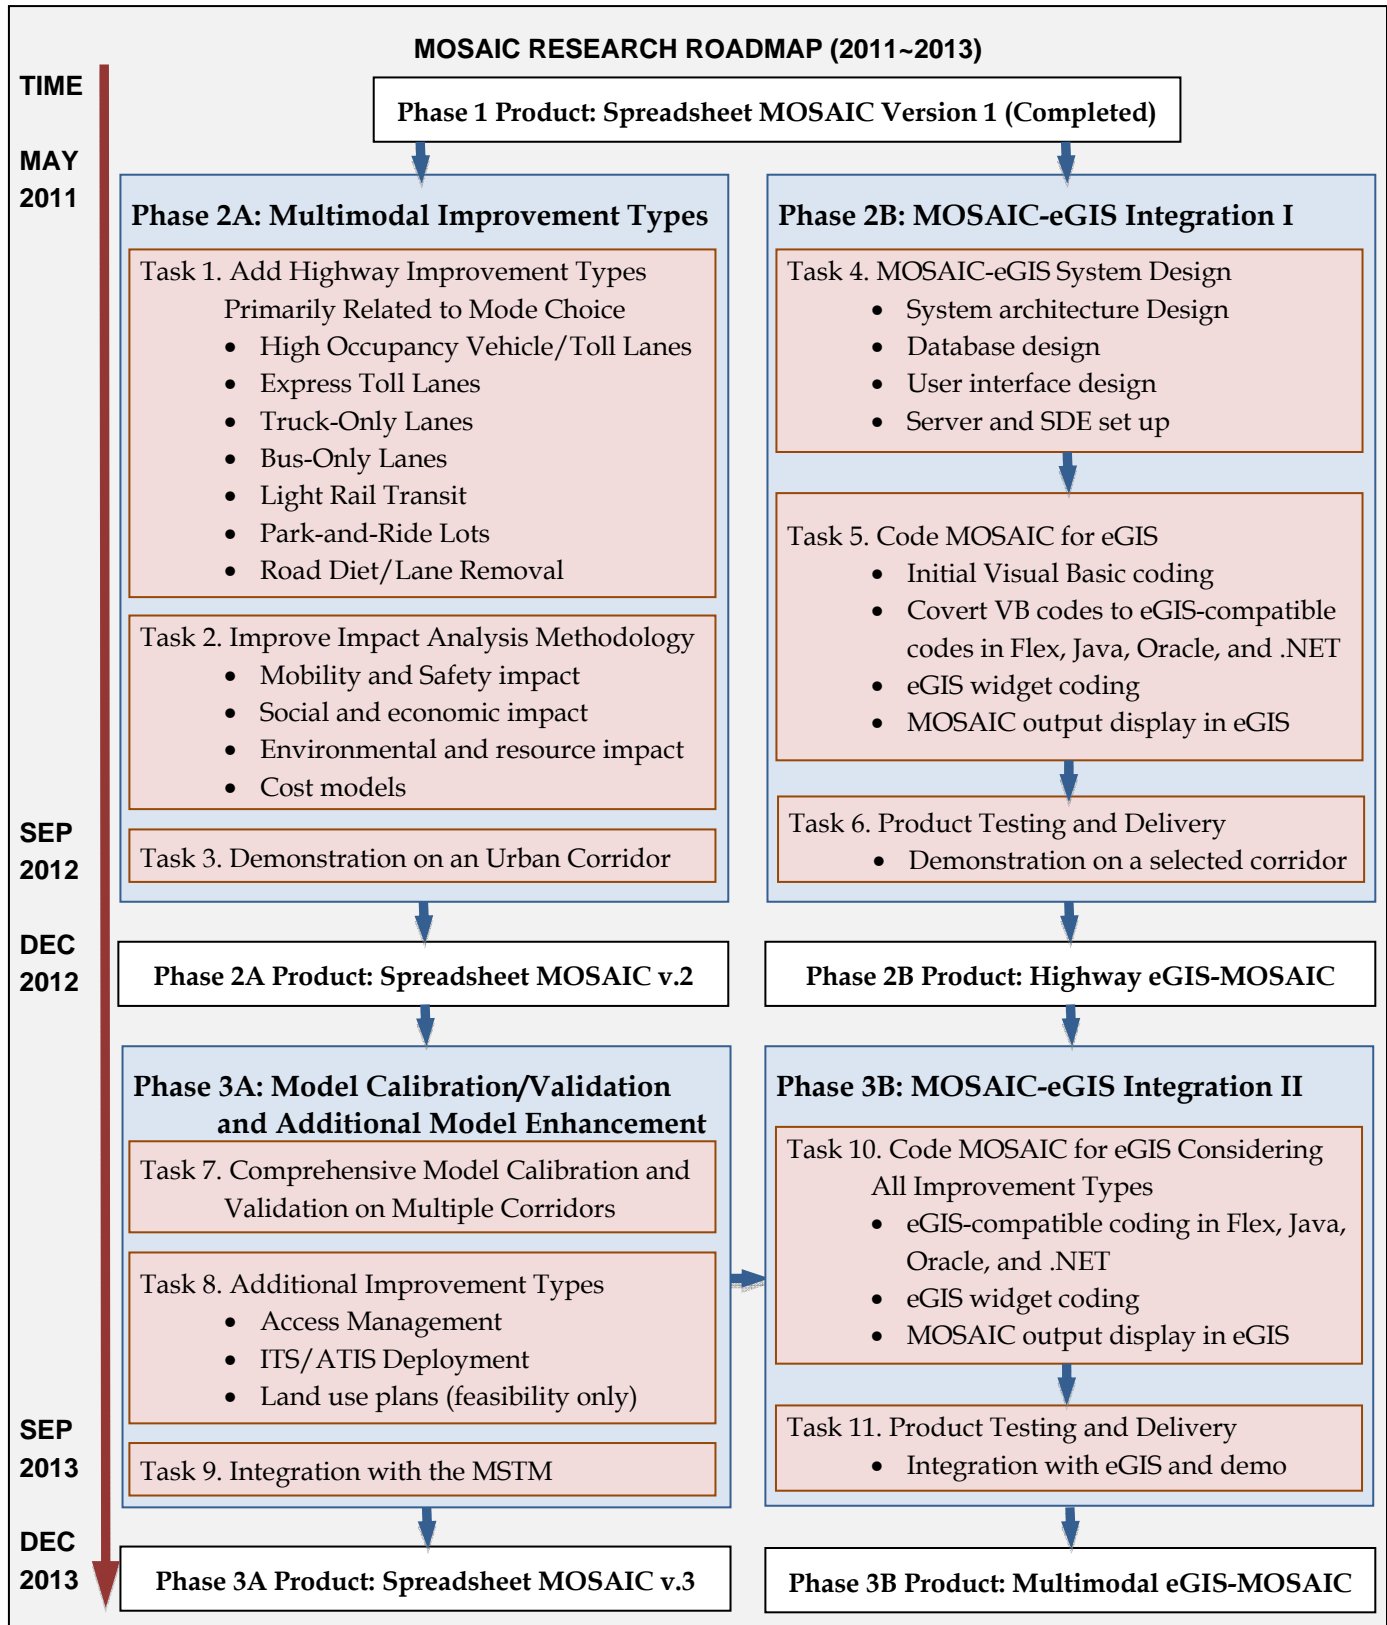 MOSAIC RESEARCH ROADMAP (2011~2013)
TIME
Phase 1 Product: Spreadsheet MOSAIC Version 1 (Completed)
MAY
2011
Phase 2A: Multimodal Improvement Types
Task 1. Add Highway Improvement Types
Primarily Related to Mode Choice
• High Occupancy Vehicle/Toll Lanes
• Express Toll Lanes
• Truck-Only Lanes
• Bus-Only Lanes
• Light Rail Transit
• Park-and-Ride Lots
• Road Diet/Lane Removal
Task 2. Improve Impact Analysis Methodology
• Mobility and Safety impact
• Social and economic impact
• Environmental and resource impact
• Cost models
SEP
2012
Task 3. Demonstration on an Urban Corridor
Phase 2B: MOSAIC-eGIS Integration I
Task 4. MOSAIC-eGIS System Design
• System architecture Design
• Database design
• User interface design
• Server and SDE set up
Task 5. Code MOSAIC for eGIS
• Initial Visual Basic coding
• Covert VB codes to eGIS-compatible
codes in Flex, Java, Oracle, and .NET
• eGIS widget coding
• MOSAIC output display in eGIS
Task 6. Product Testing and Delivery
• Demonstration on a selected corridor
DEC
2012
Phase 2A Product: Spreadsheet MOSAIC v.2
Phase 2B Product: Highway eGIS-MOSAIC
Phase 3A: Model Calibration/Validation
and Additional Model Enhancement
Task 7. Comprehensive Model Calibration and
Validation on Multiple Corridors
Task 8. Additional Improvement Types
• Access Management
• ITS/ATIS Deployment
• Land use plans (feasibility only)
SEP
2013
Task 9. Integration with the MSTM
Phase 3B: MOSAIC-eGIS Integration II
Task 10. Code MOSAIC for eGIS Considering
All Improvement Types
• eGIS-compatible coding in Flex, Java,
Oracle, and .NET
• eGIS widget coding
• MOSAIC output display in eGIS
Task 11. Product Testing and Delivery
• Integration with eGIS and demo
DEC
2013
Phase 3A Product: Spreadsheet MOSAIC v.3
Phase 3B Product: Multimodal eGIS-MOSAIC